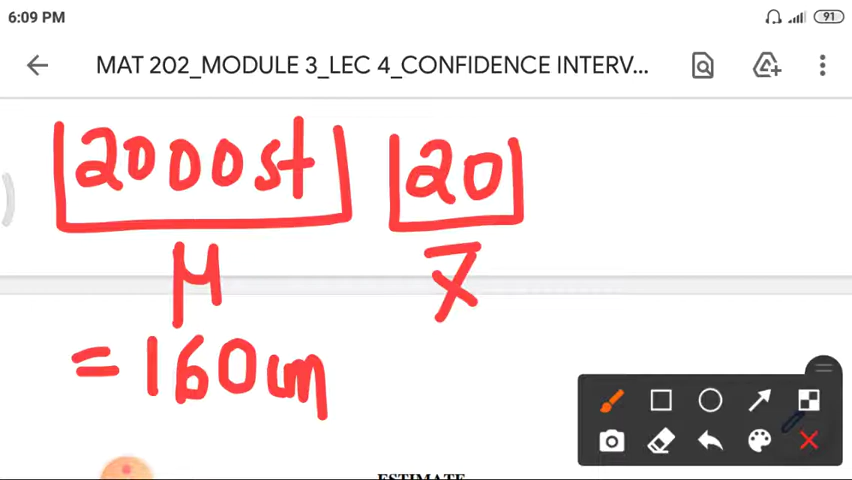 6:09 PM
91
MAT 202_MODULE 3_LEC 4_CONFIDENCE INTERV...
2000st 20
μ x̄
= 160cm
ESTIMATE